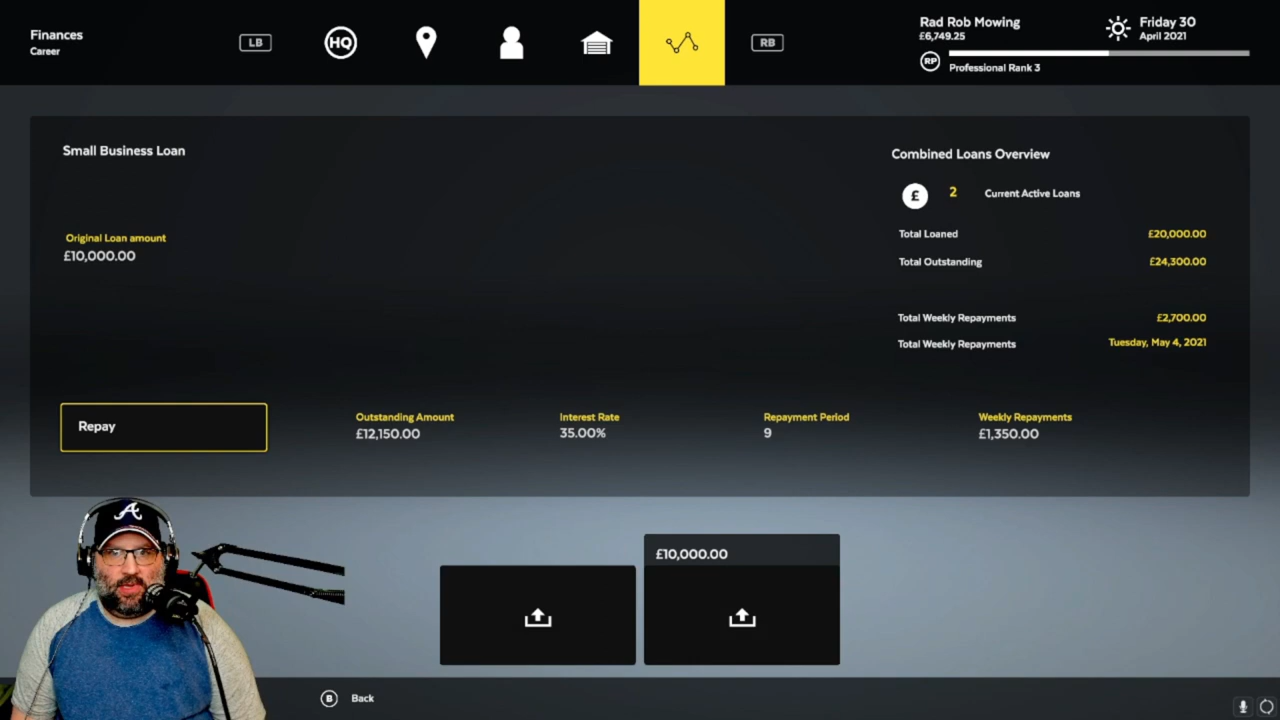 Finances
Career
LB
HQ
RB
Rad Rob Mowing
£6,749.25
Friday 30
April 2021
RP
Professional Rank 3
Small Business Loan
Original Loan amount
£10,000.00
Combined Loans Overview
£
2
Current Active Loans
Total Loaned
£20,000.00
Total Outstanding
£24,300.00
Total Weekly Repayments
£2,700.00
Total Weekly Repayments
Tuesday, May 4, 2021
Repay
Outstanding Amount
£12,150.00
Interest Rate
35.00%
Repayment Period
9
Weekly Repayments
£1,350.00
£10,000.00
A
B
Back